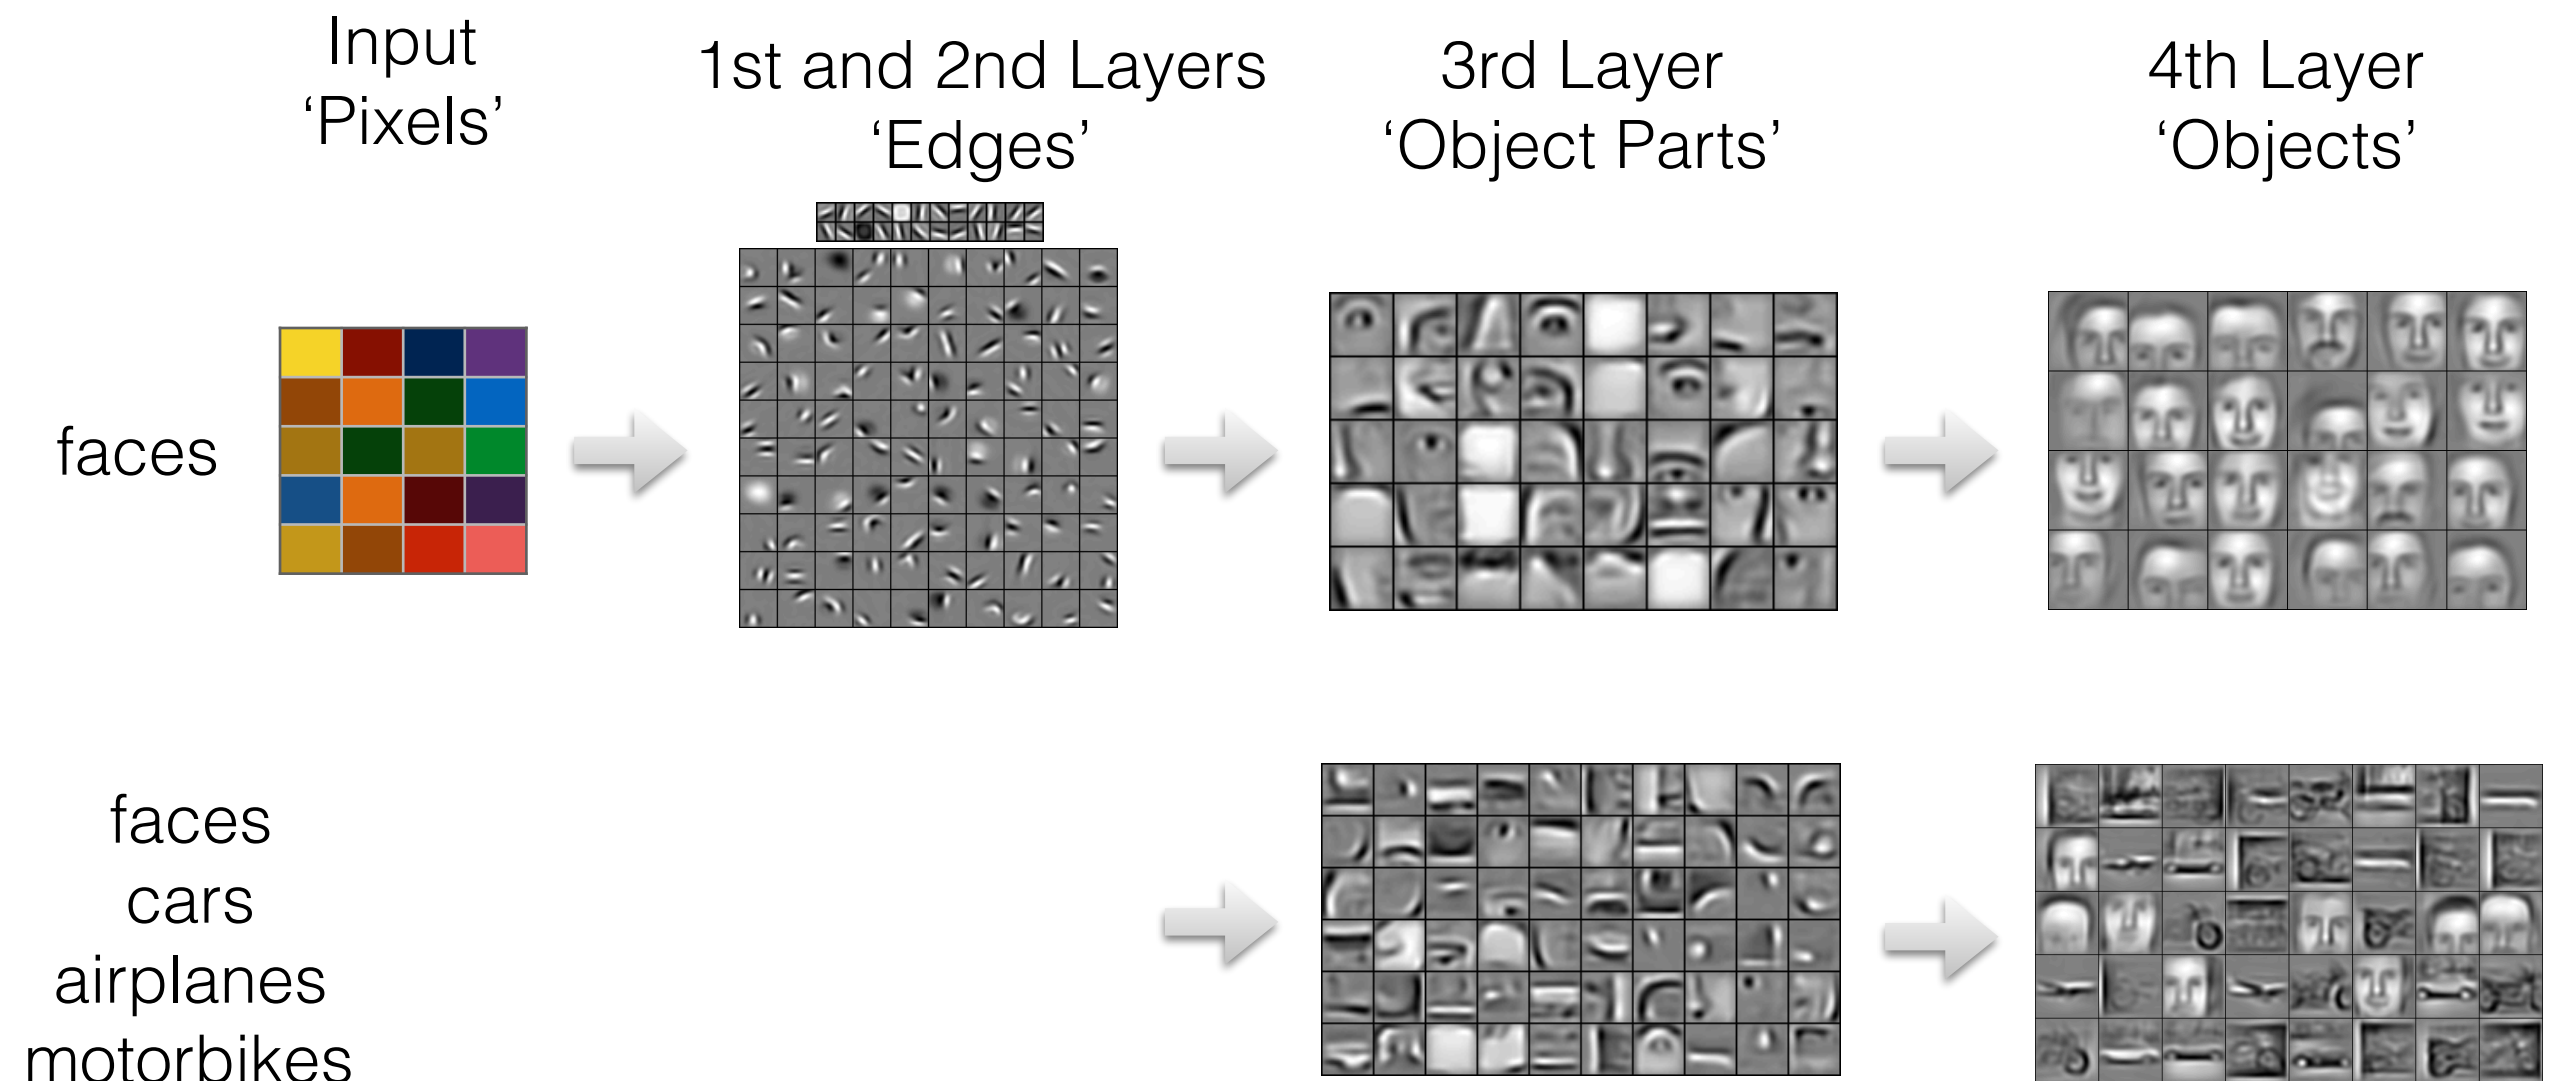 Input
‘Pixels’
1st and 2nd Layers
‘Edges’
3rd Layer
‘Object Parts’
4th Layer
‘Objects’
faces
faces
cars
airplanes
motorbikes